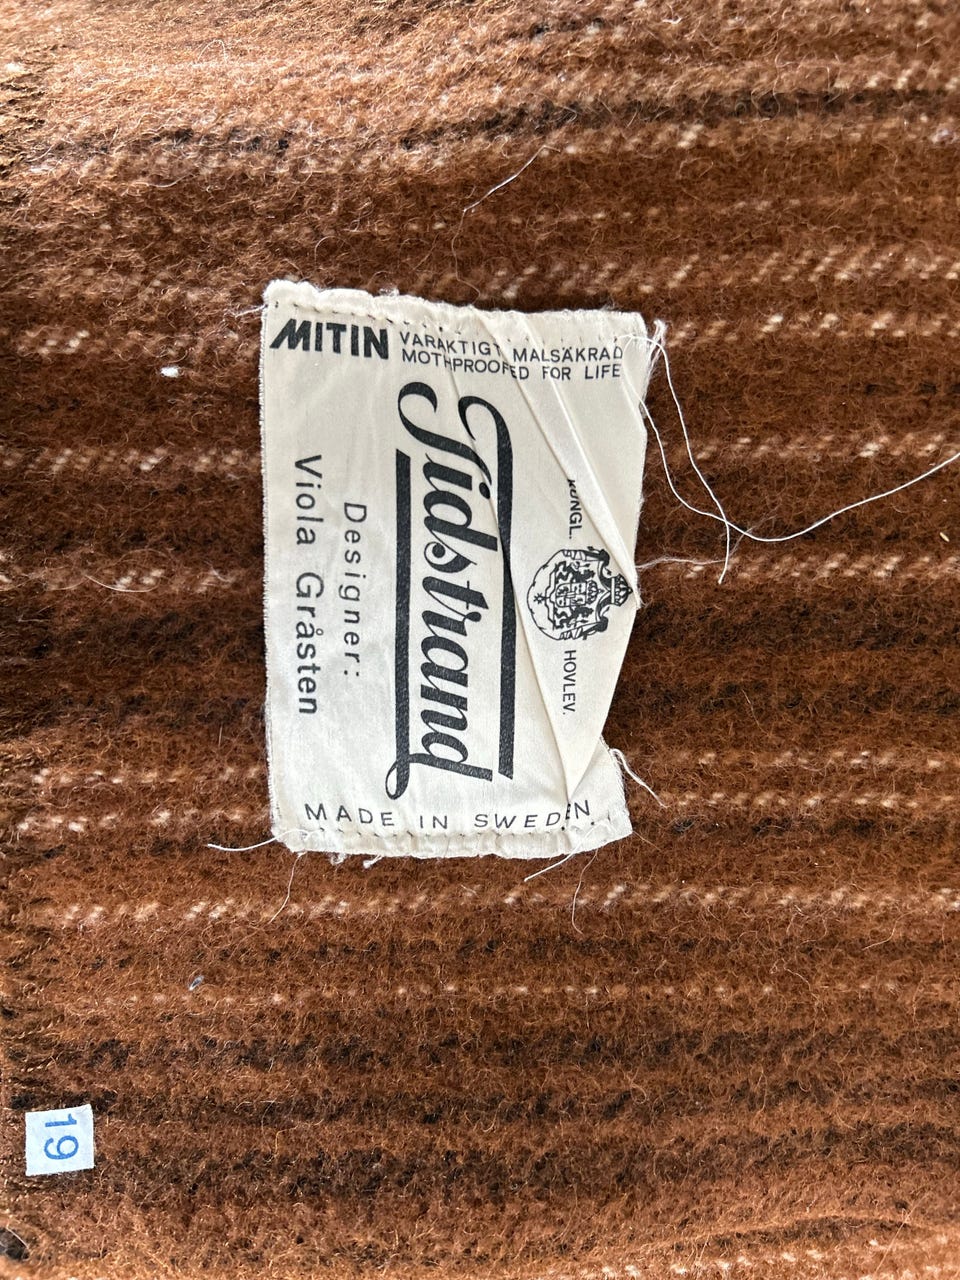 MITIN VARAKTIGT MALSÄKRAD
MOTHPROOFED FOR LIFE
KUNGL. HOVLEV.
Tidstrand
Designer:
Viola Gråsten
MADE IN SWEDEN
19